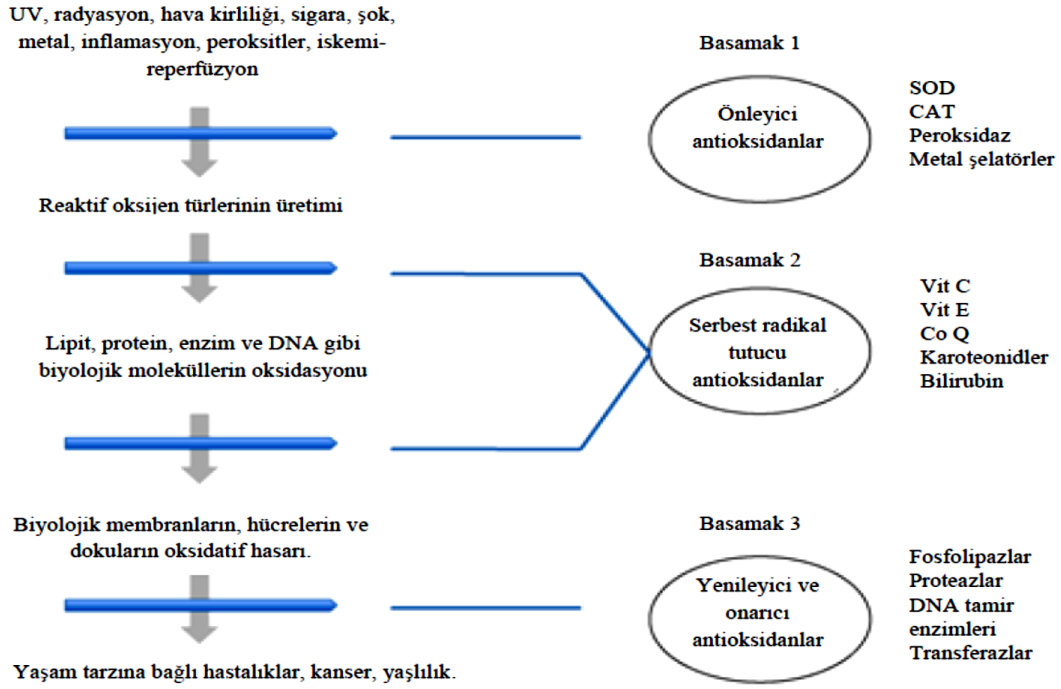 UV, radyasyon, hava kirliliği, sigara, şok,
metal, inflamasyon, peroksitler, iskemi-
reperfüzyon
Reaktif oksijen türlerinin üretimi
Lipit, protein, enzim ve DNA gibi
biyolojik moleküllerin oksidasyonu
Biyolojik membranların, hücrelerin ve
dokuların oksidatif hasarı.
Yaşam tarzına bağlı hastalıklar, kanser, yaşlılık.
Basamak 1
Önleyici
antioksidanlar
SOD
CAT
Peroksidaz
Metal şelatörler
Basamak 2
Serbest radikal
tutucu
antioksidanlar
Vit C
Vit E
Co Q
Karoteonidler
Bilirubin
Basamak 3
Yenileyici ve
onarıcı
antioksidanlar
Fosfolipazlar
Proteazlar
DNA tamir
enzimleri
Transferazlar